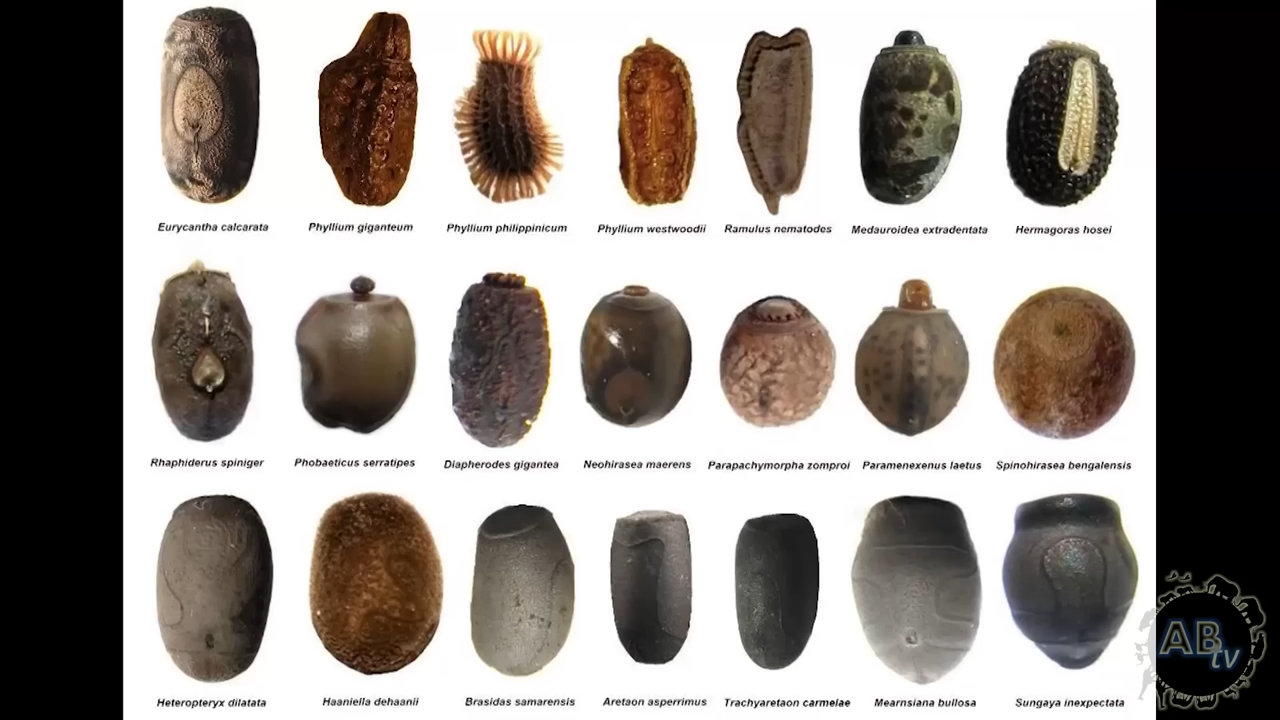 Eurycantha calcarata
Phyllium giganteum
Phyllium philippinicum
Phyllium westwoodii
Ramulus nematodes
Medauroidea extradentata
Hermagoras hosei
Rhaphiderus spiniger
Phobaeticus serratipes
Diapherodes gigantea
Neohirasea maerens
Parapachymorpha zomproi
Paramenexenus laetus
Spinohirasea bengalensis
Heteropteryx dilatata
Haaniella dehaanii
Brasidas samarensis
Aretaon asperrimus
Trachyaretaon carmelae
Mearnsiana bullosa
Sungaya inexpectata
AB
tv